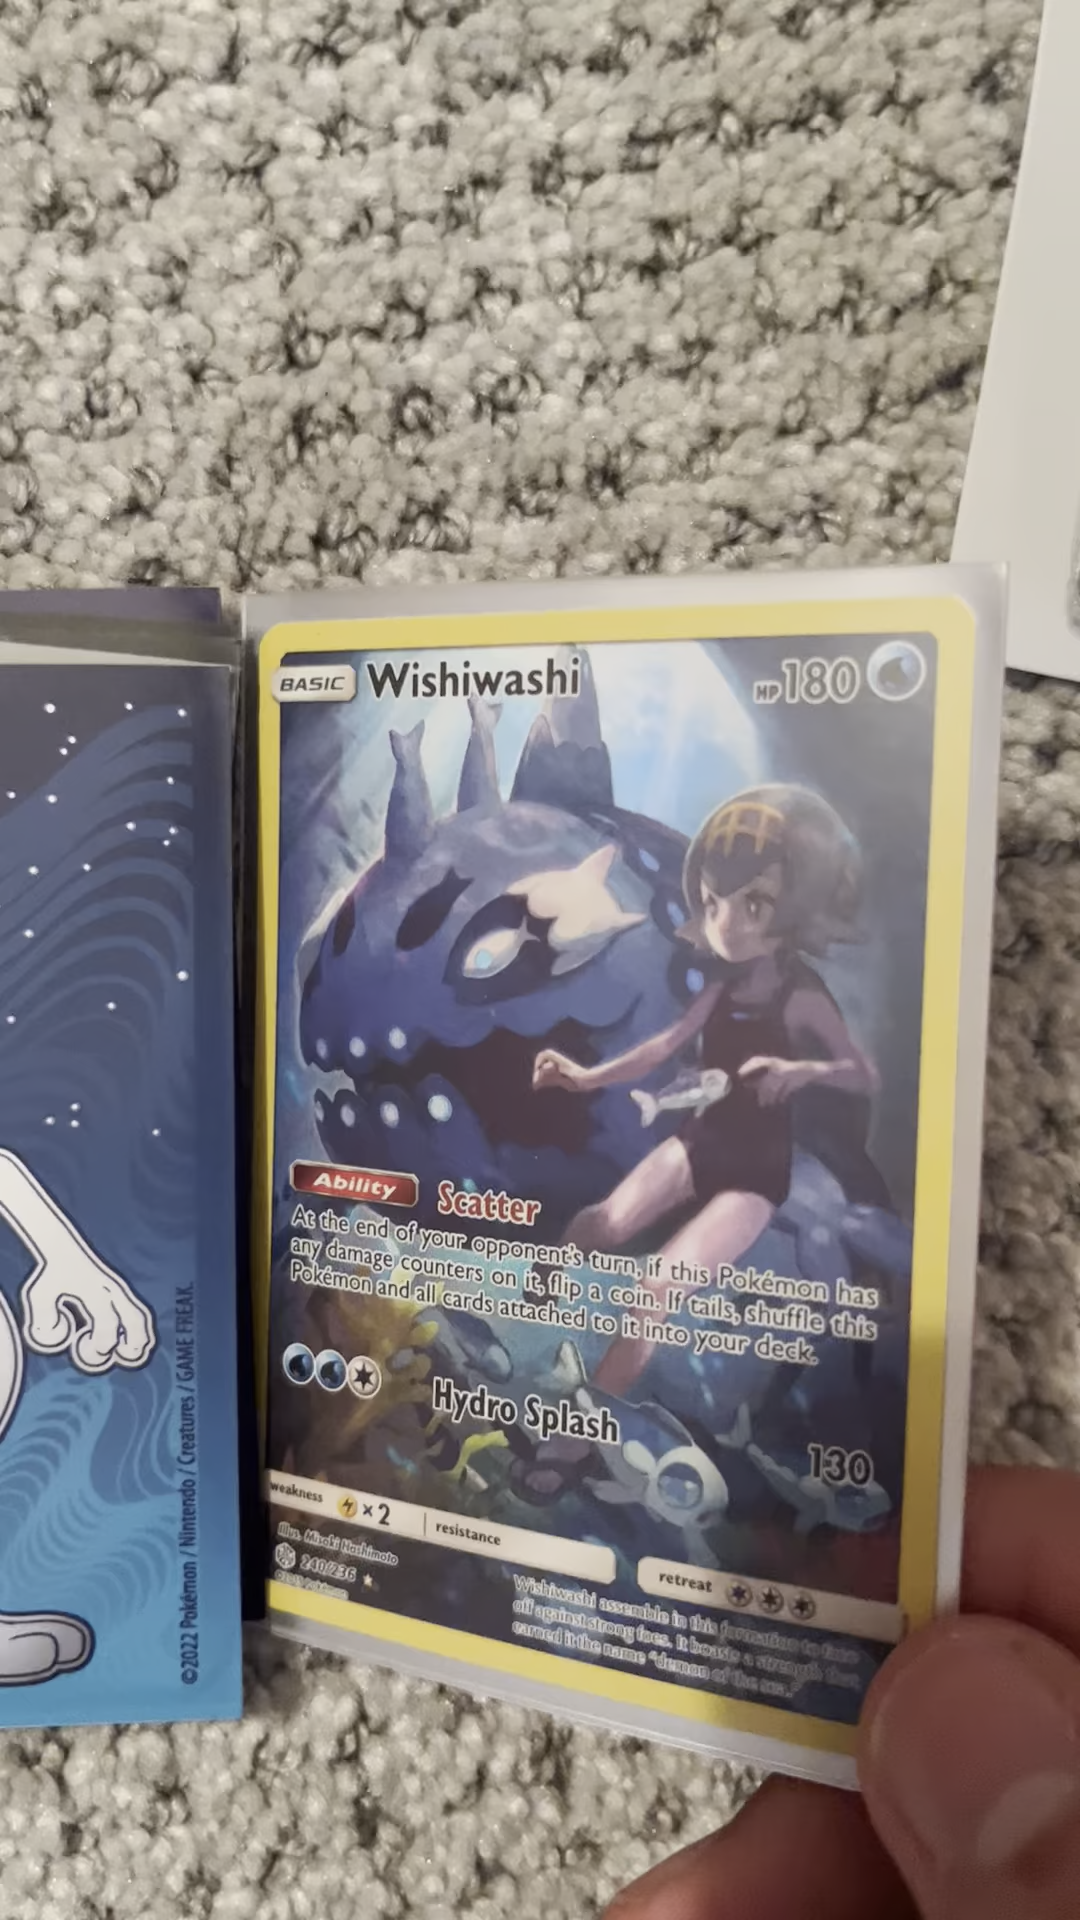 BASIC Wishiwashi HP180
Ability Scatter
At the end of your opponent's turn, if this Pokémon has
any damage counters on it, flip a coin. If tails, shuffle this
Pokémon and all cards attached to it into your deck.
Hydro Splash 130
weakness ×2 resistance
retreat
Illus. Misaki Hashimoto
240/236
Wishiwashi assemble in this formation to face
off against strong foes. It boasts a strength that
earned it the name "demon of the sea."
©2022 Pokémon / Nintendo / Creatures / GAME FREAK.